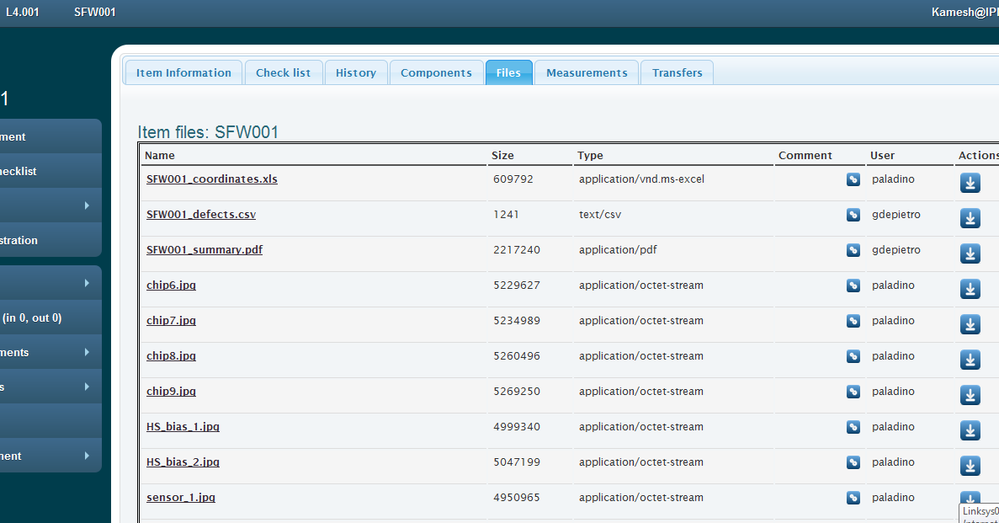 L4.001 SFW001 Kamesh@IP
Item Information Check list History Components Files Measurements Transfers
1
ment
hecklist
stration
(in 0, out 0)
ments
s
ment
Item files: SFW001
Name Size Type Comment User Actions
SFW001_coordinates.xls 609792 application/vnd.ms-excel paladino
SFW001_defects.csv 1241 text/csv gdepietro
SFW001_summary.pdf 2217240 application/pdf gdepietro
chip6.jpg 5229627 application/octet-stream paladino
chip7.jpg 5234989 application/octet-stream paladino
chip8.jpg 5260496 application/octet-stream paladino
chip9.jpg 5269250 application/octet-stream paladino
HS_bias_1.jpg 4999340 application/octet-stream paladino
HS_bias_2.jpg 5047199 application/octet-stream paladino
sensor_1.jpg 4950965 application/octet-stream paladino
Linksys0